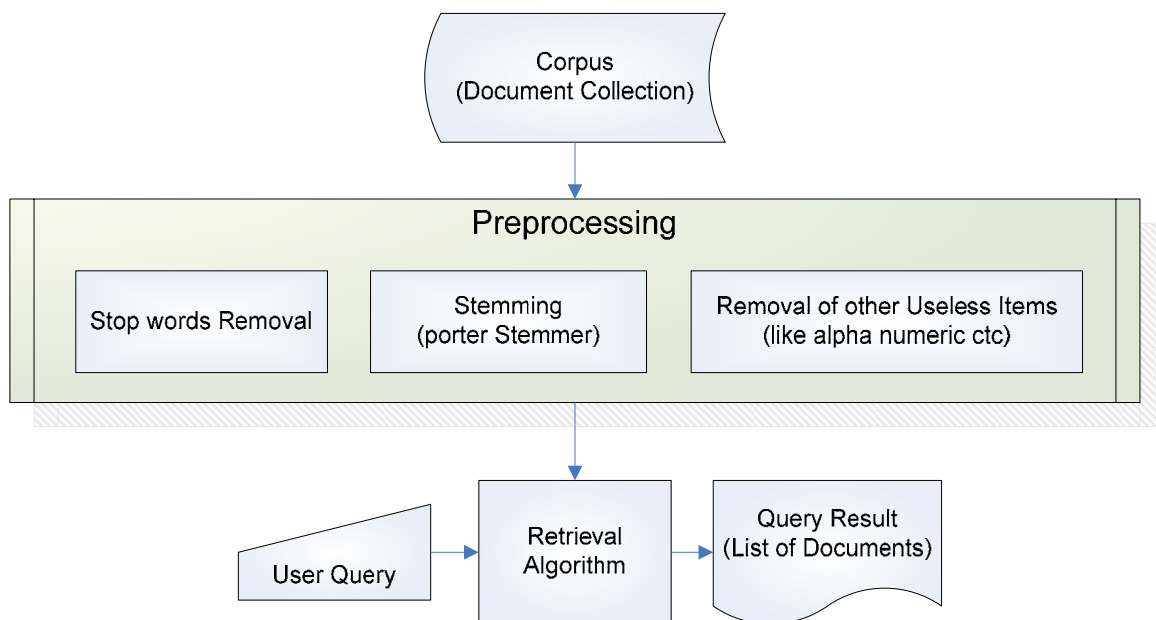 Corpus
(Document Collection)
Preprocessing
Stop words Removal
Stemming
(porter Stemmer)
Removal of other Useless Items
(like alpha numeric ctc)
User Query
Retrieval
Algorithm
Query Result
(List of Documents)